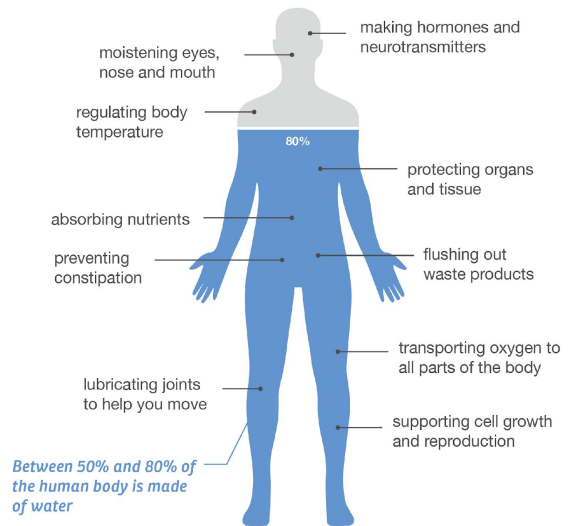 making hormones and
neurotransmitters
moistening eyes,
nose and mouth
regulating body
temperature
80%
protecting organs
and tissue
absorbing nutrients
preventing
constipation
flushing out
waste products
transporting oxygen to
all parts of the body
lubricating joints
to help you move
supporting cell growth
and reproduction
Between 50% and 80% of
the human body is made
of water